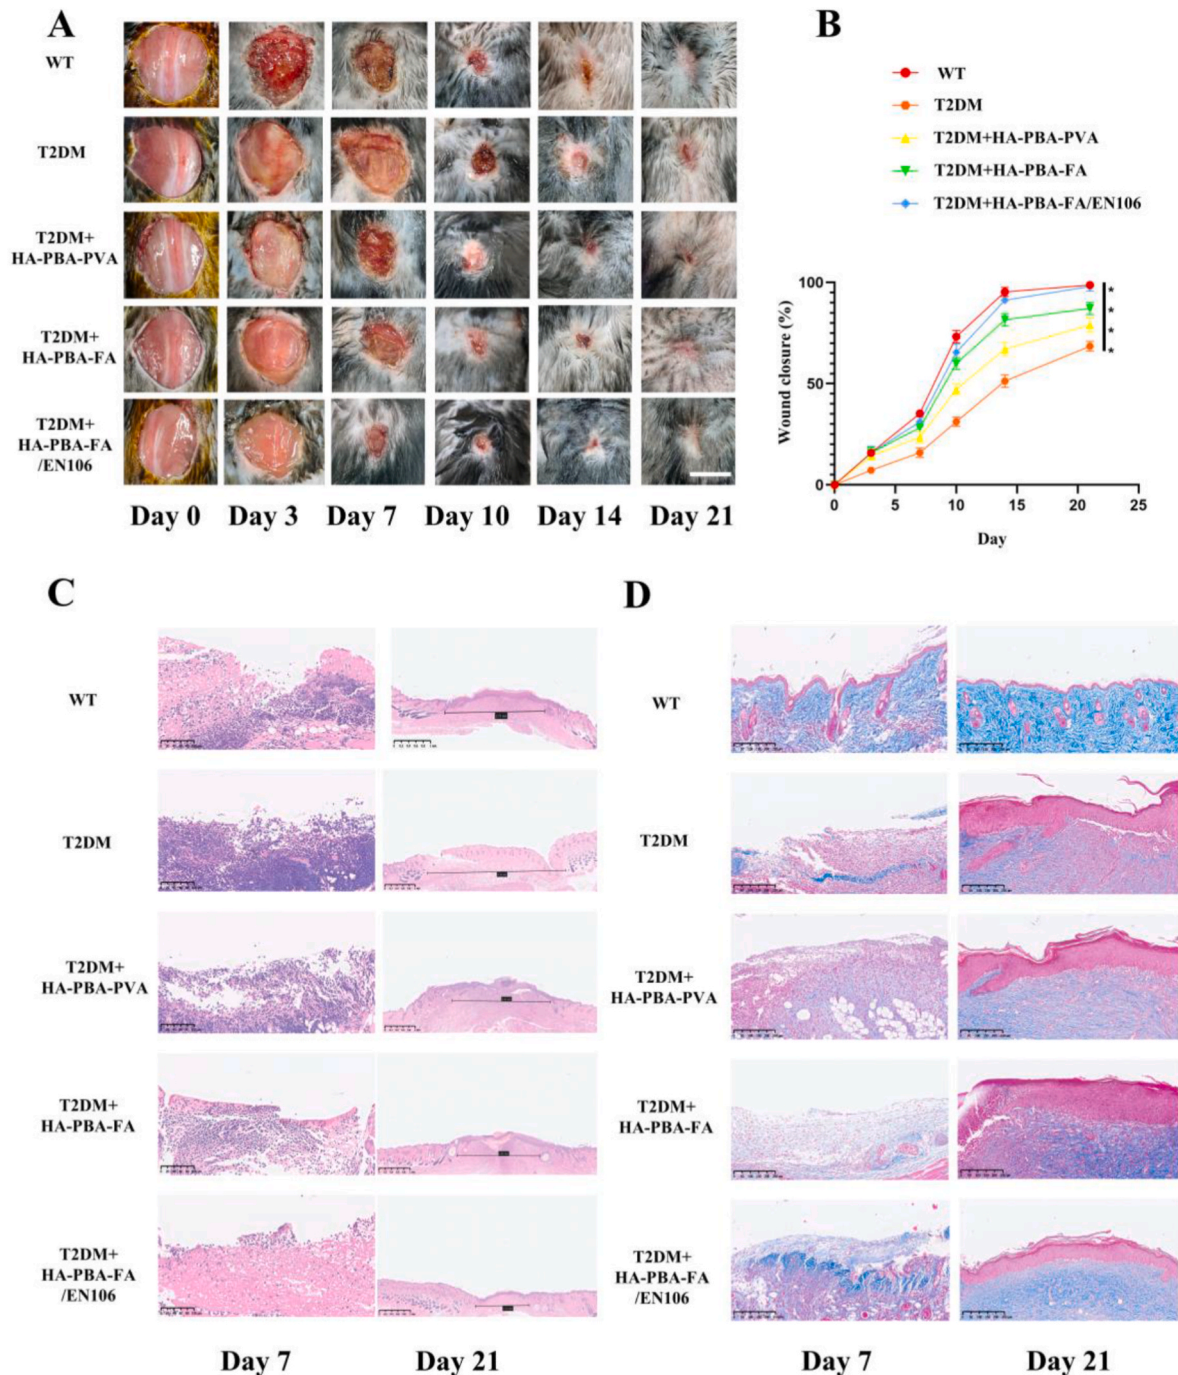 A
WT
T2DM
T2DM+
HA-PBA-PVA
T2DM+
HA-PBA-FA
T2DM+
HA-PBA-FA
/EN106
Day 0
Day 3
Day 7
Day 10
Day 14
Day 21
B
WT
T2DM
T2DM+HA-PBA-PVA
T2DM+HA-PBA-FA
T2DM+HA-PBA-FA/EN106
Wound closure (%)
100
50
0
0
5
10
15
20
25
Day
*
*
*
*
C
WT
T2DM
T2DM+
HA-PBA-PVA
T2DM+
HA-PBA-FA
T2DM+
HA-PBA-FA
/EN106
Day 7
Day 21
D
WT
T2DM
T2DM+
HA-PBA-PVA
T2DM+
HA-PBA-FA
T2DM+
HA-PBA-FA
/EN106
Day 7
Day 21